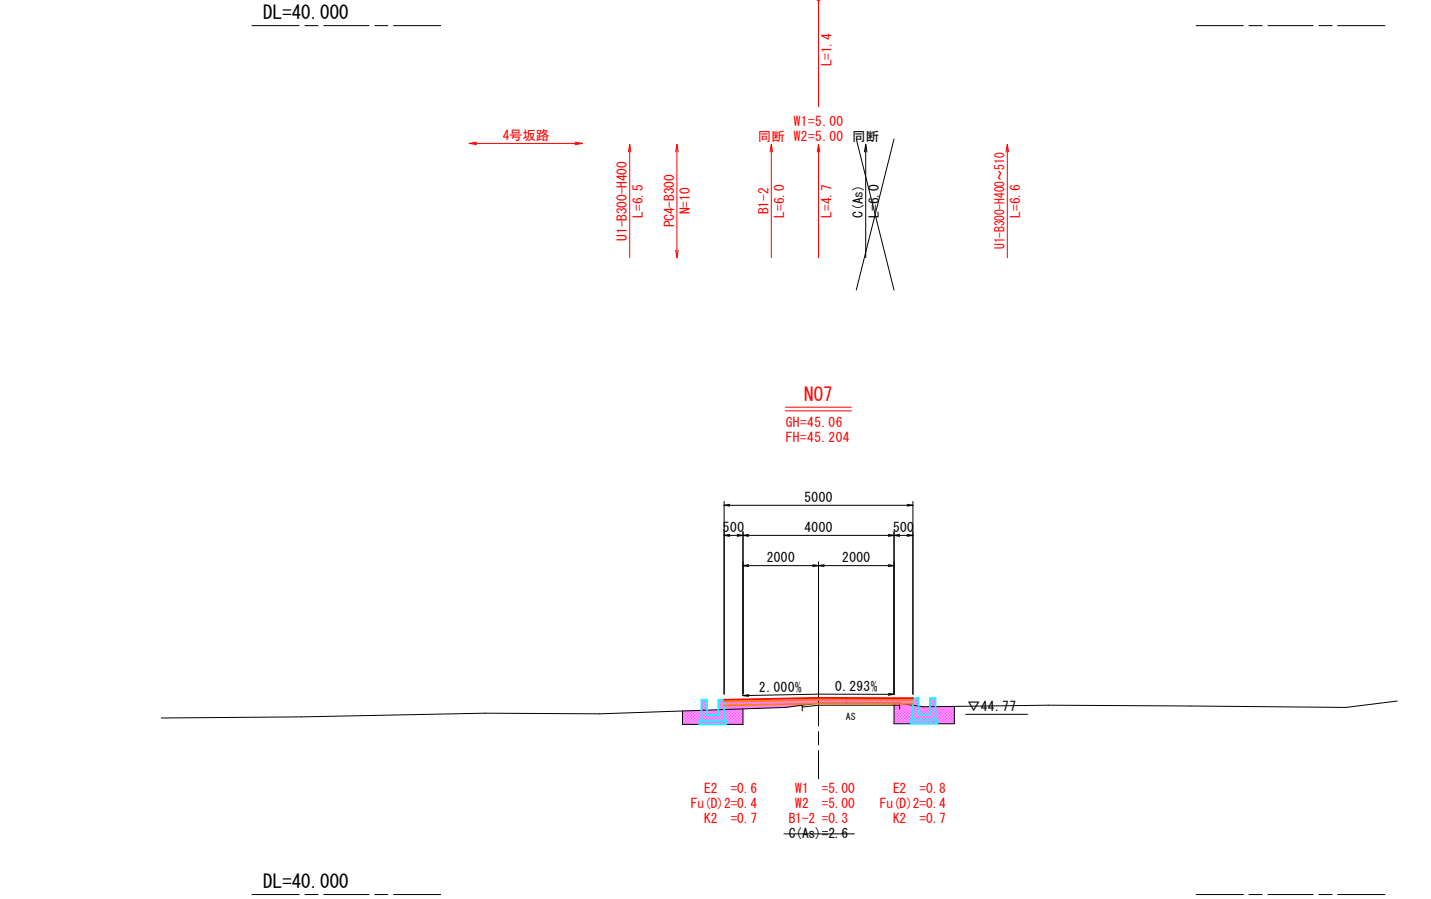 DL=40.000
L=1.4
W1=5.00
4号坂路
同断 W2=5.00 同断
U1-B300-H400
L=6.5
PC4-B300
N=10
B1-2
L=6.0
L=4.7
C(As)
L=6.0
U1-B300-H400～510
L=6.6
NO7
GH=45.06
FH=45.204
5000
500 4000 500
2000 2000
2.000% 0.293%
AS
▽44.77
E2 =0.6 W1 =5.00 E2 =0.8
Fu(D)2=0.4 W2 =5.00 Fu(D)2=0.4
K2 =0.7 B1-2 =0.3 K2 =0.7
C(As)=2.6
DL=40.000